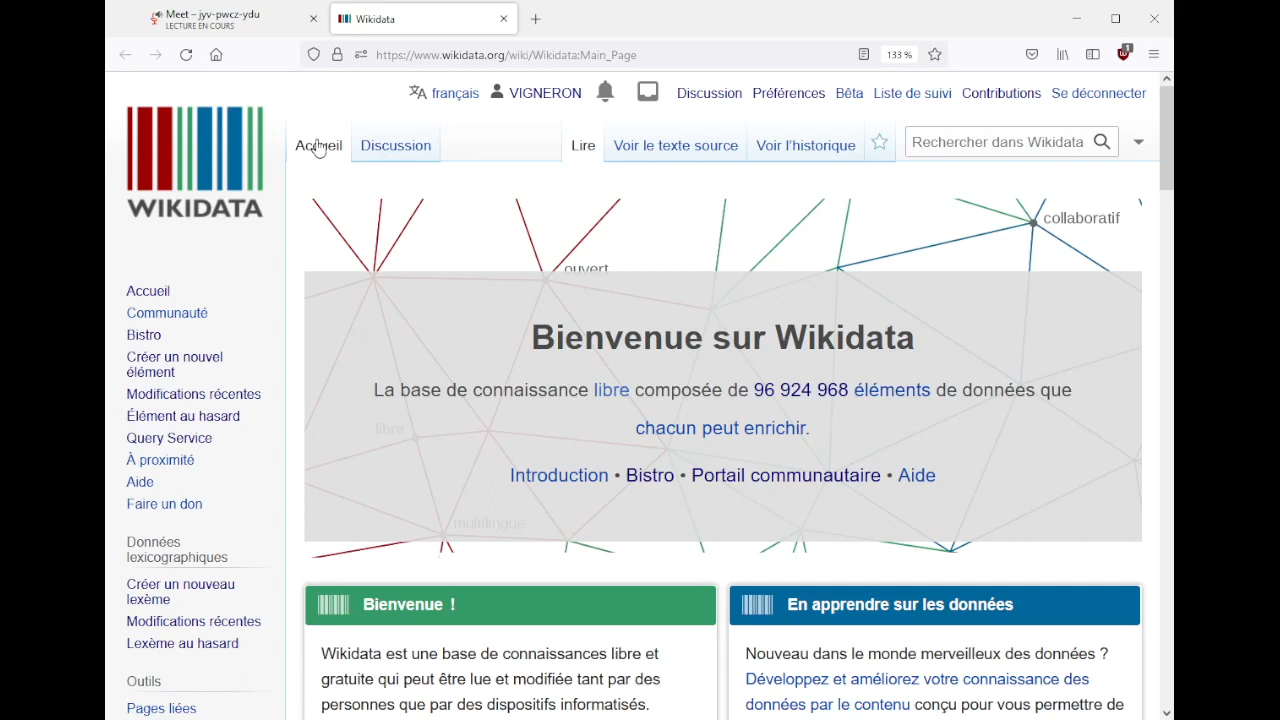 Meet – jyv-pwcz-ydu
LECTURE EN COURS
Wikidata
https://www.wikidata.org/wiki/Wikidata:Main_Page
133 %
1
français VIGNERON Discussion Préférences Bêta Liste de suivi Contributions Se déconnecter
Accueil Discussion Lire Voir le texte source Voir l'historique Rechercher dans Wikidata
WIKIDATA
collaboratif
ouvert
libre
multilingue
Bienvenue sur Wikidata
La base de connaissance libre composée de 96 924 968 éléments de données que
chacun peut enrichir.
Introduction • Bistro • Portail communautaire • Aide
Accueil
Communauté
Bistro
Créer un nouvel
élément
Modifications récentes
Élément au hasard
Query Service
À proximité
Aide
Faire un don
Données
lexicographiques
Créer un nouveau
lexème
Modifications récentes
Lexème au hasard
Outils
Pages liées
Bienvenue !
Wikidata est une base de connaissances libre et
gratuite qui peut être lue et modifiée tant par des
personnes que par des dispositifs informatisés.
En apprendre sur les données
Nouveau dans le monde merveilleux des données ?
Développez et améliorez votre connaissance des
données par le contenu conçu pour vous permettre de